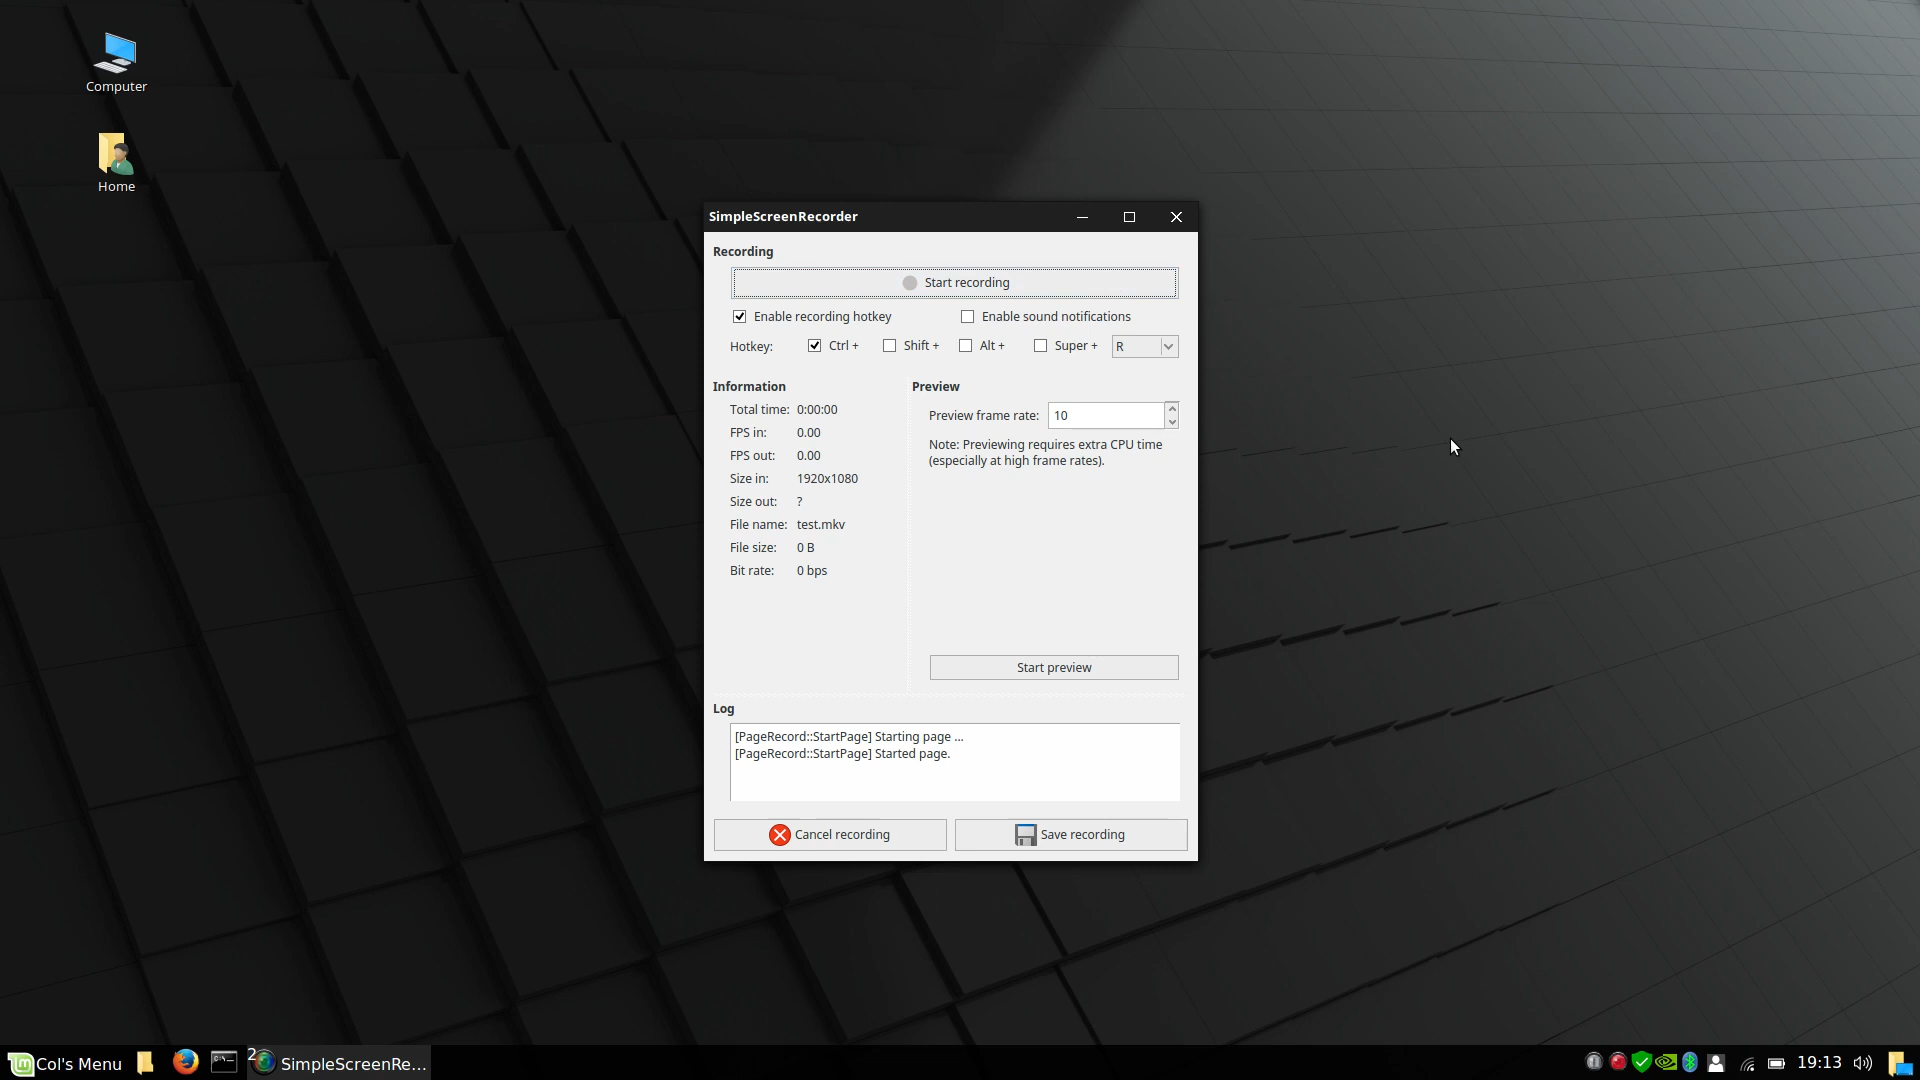 Computer
Home
SimpleScreenRecorder
Recording
Start recording
Enable recording hotkey
Enable sound notifications
Hotkey: Ctrl + Shift + Alt + Super + R
Information
Total time: 0:00:00
FPS in: 0.00
FPS out: 0.00
Size in: 1920x1080
Size out: ?
File name: test.mkv
File size: 0 B
Bit rate: 0 bps
Preview
Preview frame rate: 10
Note: Previewing requires extra CPU time
(especially at high frame rates).
Start preview
Log
[PageRecord::StartPage] Starting page ...
[PageRecord::StartPage] Started page.
Cancel recording
Save recording
Col's Menu
2
SimpleScreenRe...
19:13